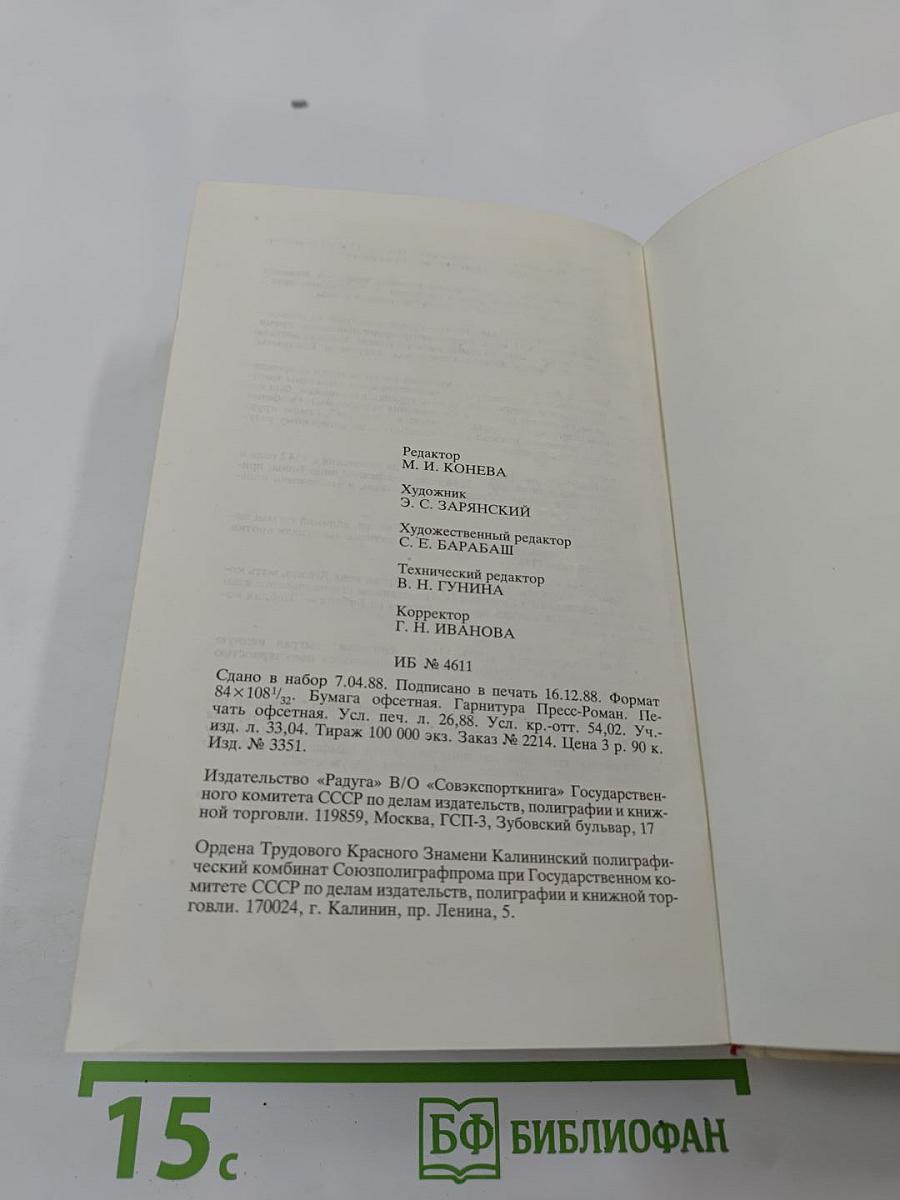 Редактор
М. И. КОНЕВА
Художник
Э. С. ЗАРЯНСКИЙ
Художественный редактор
С. Е. БАРАБАШ
Технический редактор
В. Н. ГУНИНА
Корректор
Г. Н. ИВАНОВА
ИБ № 4611
Сдано в набор 7.04.88. Подписано в печать 16.12.88. Формат
84×108 1/32. Бумага офсетная. Гарнитура Пресс-Роман. Пе-
чать офсетная. Усл. печ. л. 26,88. Усл. кр.-отт. 54,02. Уч.-
изд. л. 33,04. Тираж 100 000 экз. Заказ № 2214. Цена 3 р. 90 к.
Изд. № 3351.
Издательство «Радуга» В/О «Совэкспорткнига» Государствен-
ного комитета СССР по делам издательств, полиграфии и книж-
ной торговли. 119859, Москва, ГСП-3, Зубовский бульвар, 17
Ордена Трудового Красного Знамени Калининский полиграфи-
ческий комбинат Союзполиграфпрома при Государственном ко-
митете СССР по делам издательств, полиграфии и книжной тор-
говли. 170024, г. Калинин, пр. Ленина, 5.
15 с
БФ БИБЛИОФАН